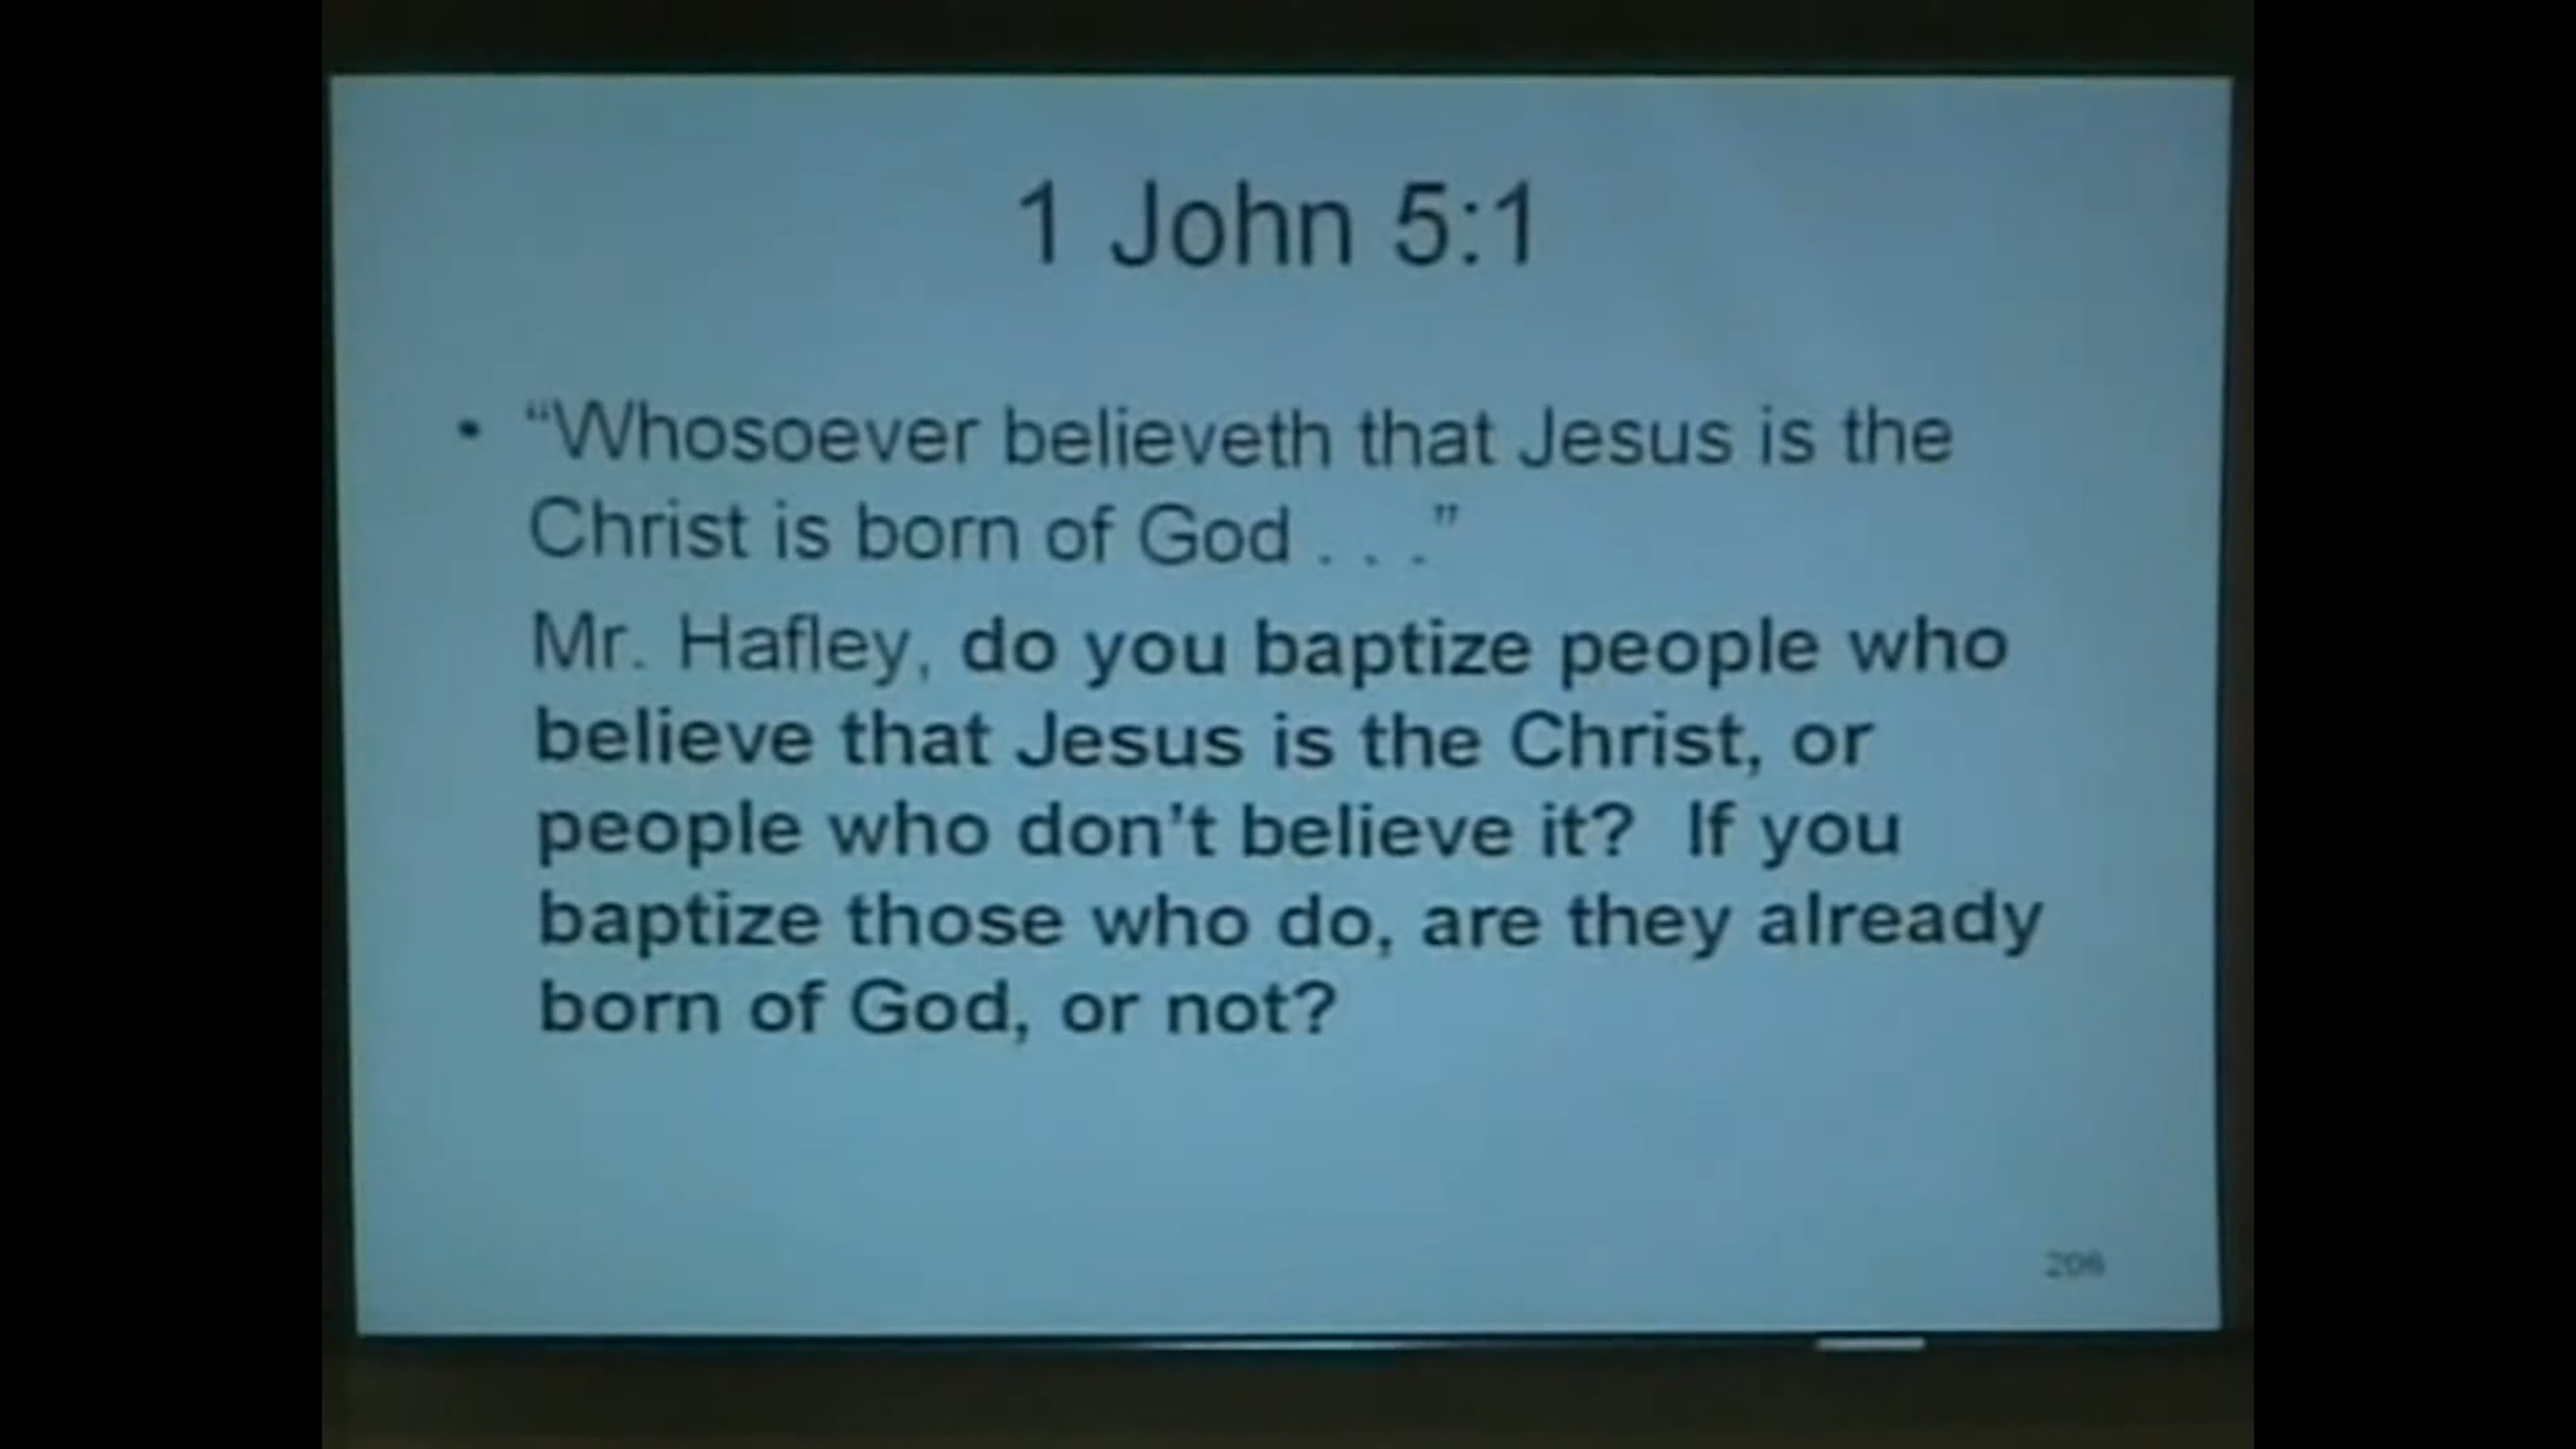 1 John 5:1
• “Whosoever believeth that Jesus is the
Christ is born of God . . .”
Mr. Hafley, do you baptize people who
believe that Jesus is the Christ, or
people who don’t believe it?  If you
baptize those who do, are they already
born of God, or not?
206